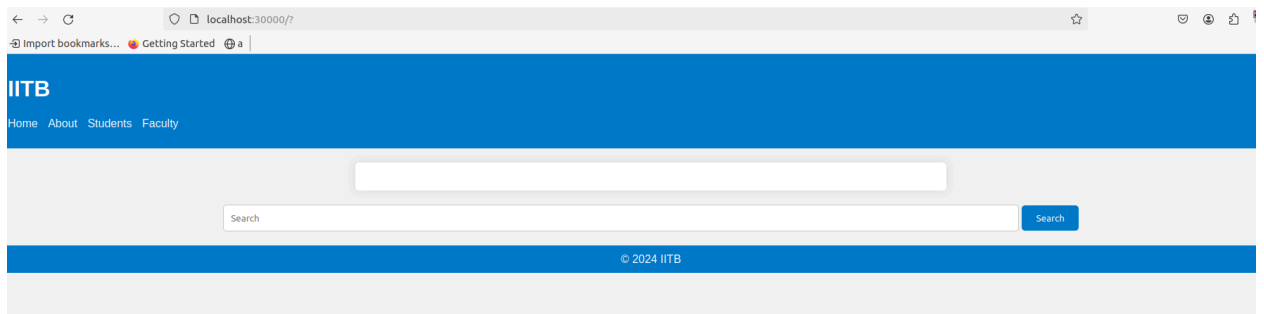 localhost:30000/?
Import bookmarks... Getting Started a
IITB
Home About Students Faculty
Search Search
© 2024 IITB